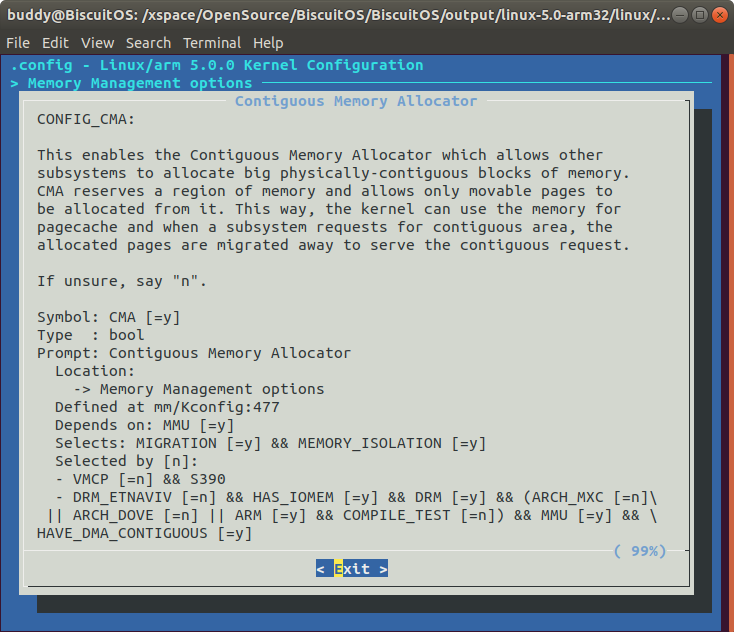 buddy@BiscuitOS: /xspace/OpenSource/BiscuitOS/BiscuitOS/output/linux-5.0-arm32/linux/...
File Edit View Search Terminal Help
.config - Linux/arm 5.0.0 Kernel Configuration
> Memory Management options
Contiguous Memory Allocator
CONFIG_CMA:
This enables the Contiguous Memory Allocator which allows other
subsystems to allocate big physically-contiguous blocks of memory.
CMA reserves a region of memory and allows only movable pages to
be allocated from it. This way, the kernel can use the memory for
pagecache and when a subsystem requests for contiguous area, the
allocated pages are migrated away to serve the contiguous request.
If unsure, say "n".
Symbol: CMA [=y]
Type  : bool
Prompt: Contiguous Memory Allocator
  Location:
    -> Memory Management options
  Defined at mm/Kconfig:477
  Depends on: MMU [=y]
  Selects: MIGRATION [=y] && MEMORY_ISOLATION [=y]
  Selected by [n]:
  - VMCP [=n] && S390
  - DRM_ETNAVIV [=n] && HAS_IOMEM [=y] && DRM [=y] && (ARCH_MXC [=n]\
 || ARCH_DOVE [=n] || ARM [=y] && COMPILE_TEST [=n]) && MMU [=y] && \
HAVE_DMA_CONTIGUOUS [=y]
( 99%)
< Exit >